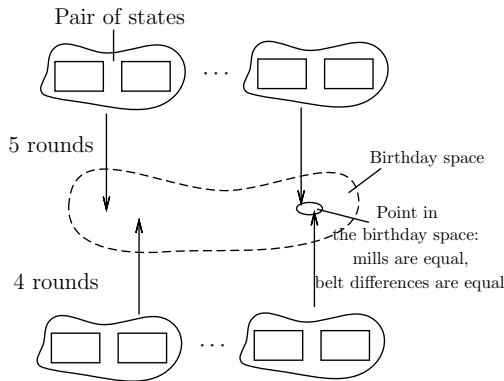 Pair of states
...
...
5 rounds
Birthday space
Point in
the birthday space:
mills are equal,
belt differences are equal
4 rounds
...